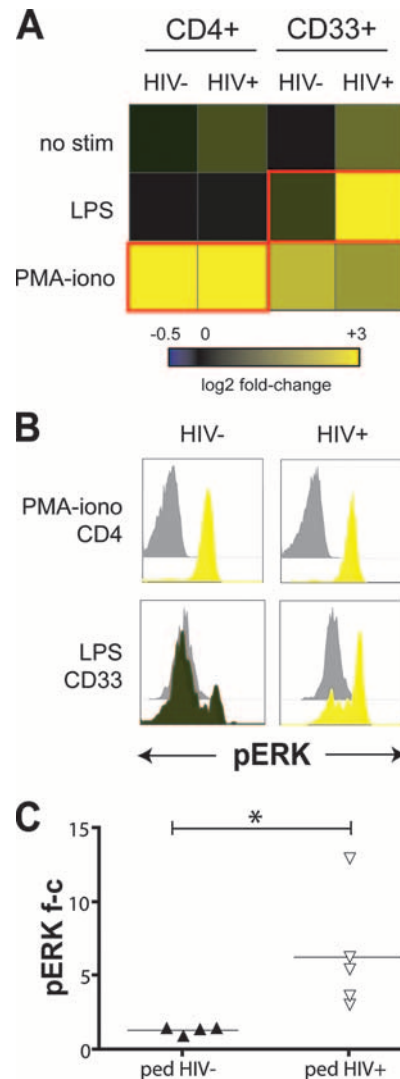 A
CD4+ CD33+
HIV- HIV+ HIV- HIV+
no stim
LPS
PMA-iono
-0.5 0 +3
log2 fold-change
B
HIV- HIV+
PMA-iono
CD4
LPS
CD33
pERK
C
*
15
10
5
0
pERK f-c
ped HIV- ped HIV+